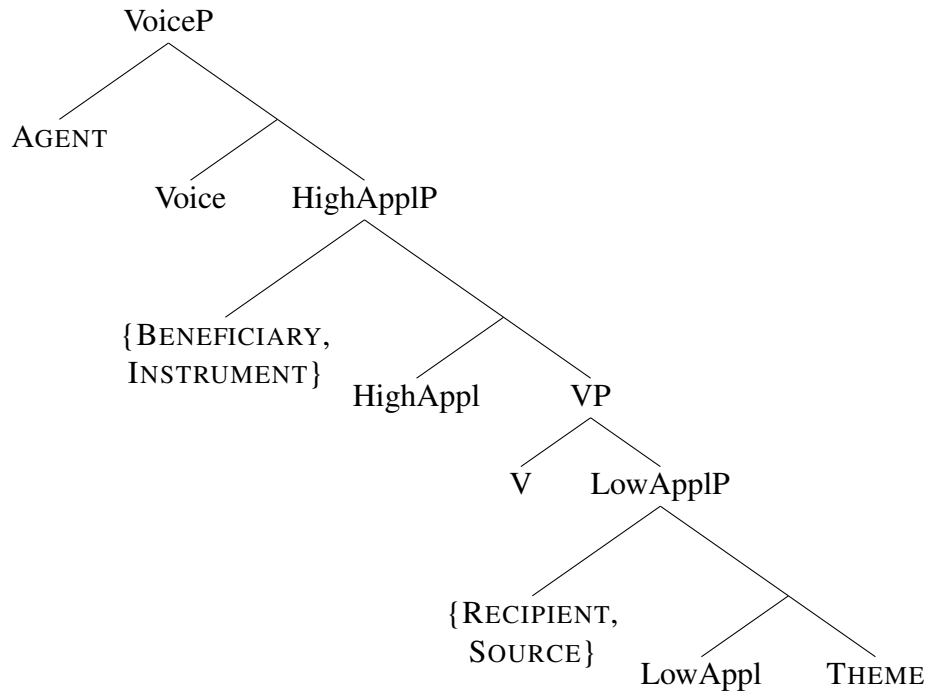 VoiceP
AGENT
Voice HighApplP
{BENEFICIARY,
INSTRUMENT}
HighAppl VP
V LowApplP
{RECIPIENT,
SOURCE}
LowAppl THEME